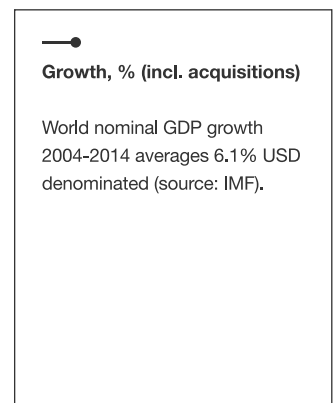 Growth, % (incl. acquisitions)
World nominal GDP growth
2004-2014 averages 6.1% USD
denominated (source: IMF).